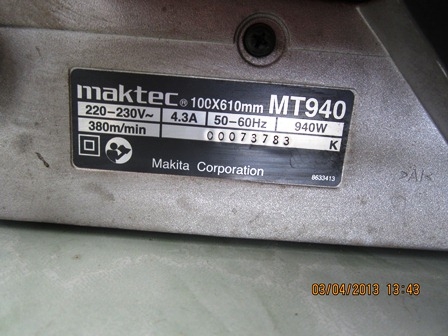 maktec® 100X610mm MT940
220-230V~ 4.3A 50-60Hz 940W
380m/min 00073783 K
Makita Corporation 8633413
>PAK<
03/04/2013 13:43